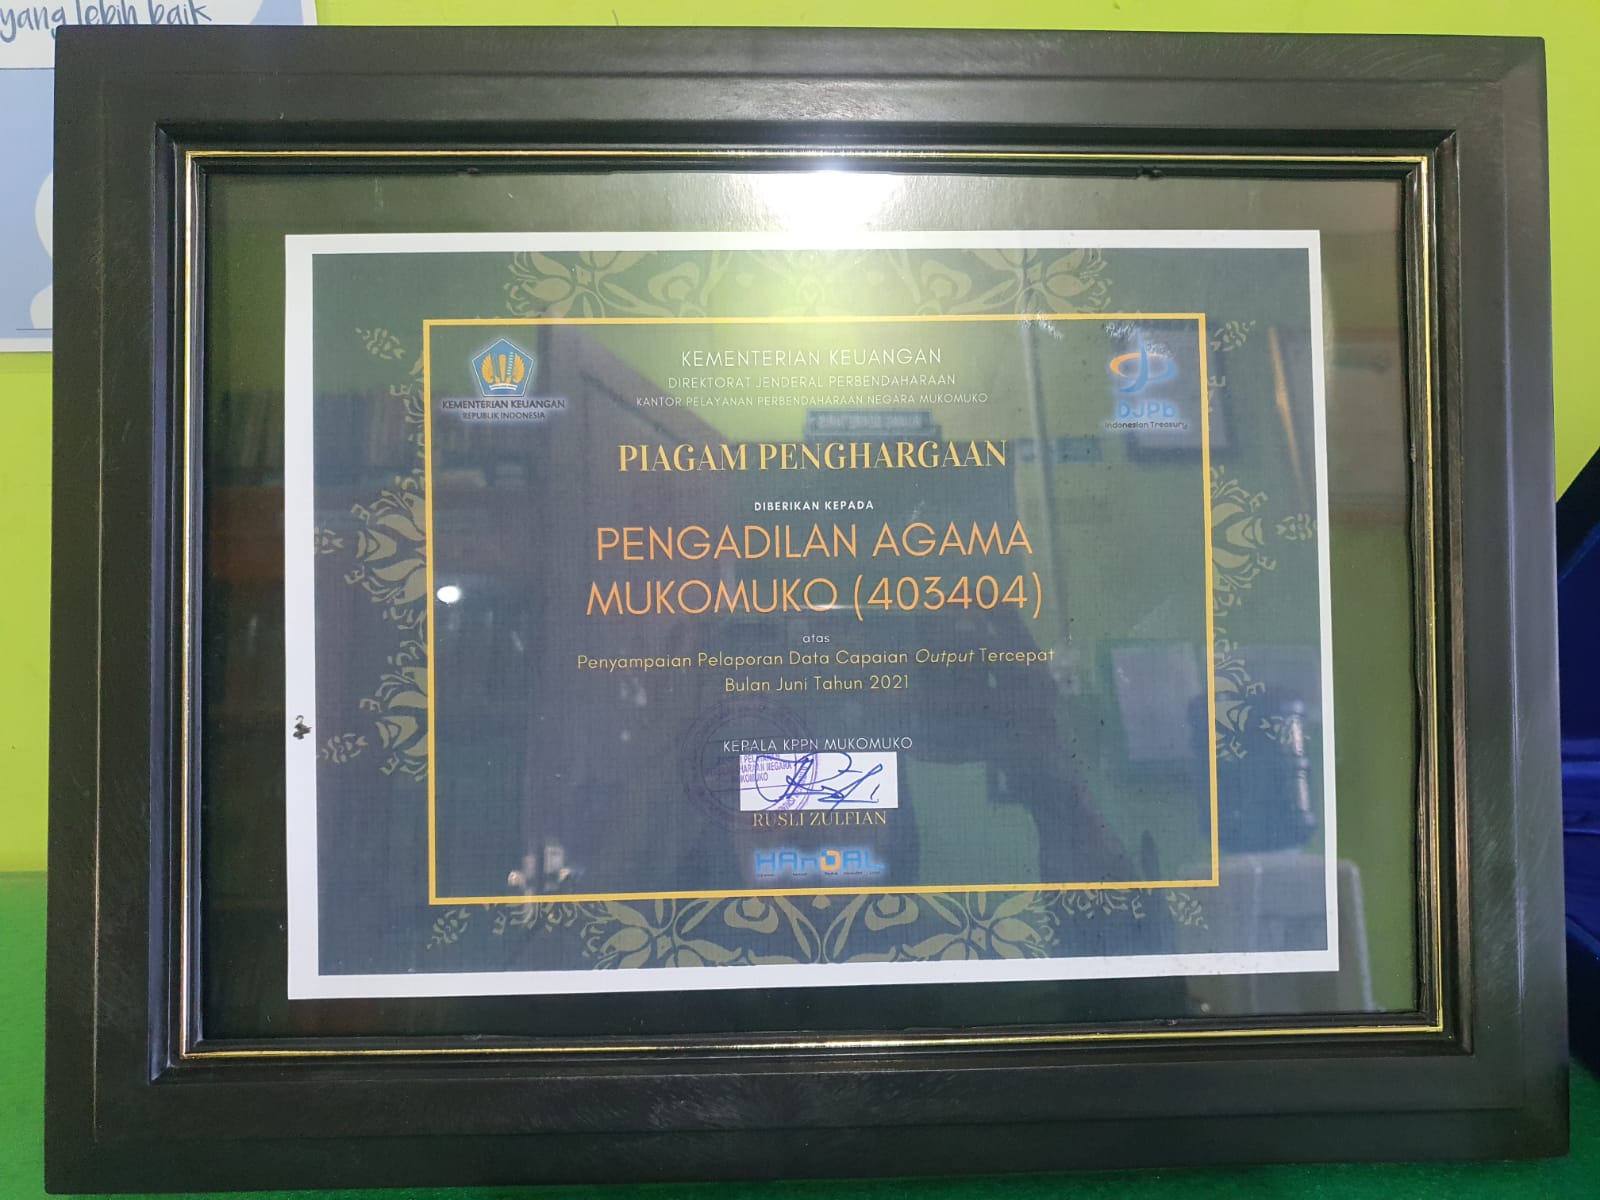 yang lebih baik
KEMENTERIAN KEUANGAN
REPUBLIK INDONESIA
KEMENTERIAN KEUANGAN
DIREKTORAT JENDERAL PERBENDAHARAAN
KANTOR PELAYANAN PERBENDAHARAAN NEGARA MUKOMUKO
DJPb
Indonesian Treasury
PIAGAM PENGHARGAAN
DIBERIKAN KEPADA
PENGADILAN AGAMA
MUKOMUKO (403404)
atas
Penyampaian Pelaporan Data Capaian Output Tercepat
Bulan Juni Tahun 2021
KEPALA KPPN MUKOMUKO
RUSLI ZULFIAN
HAnDAL